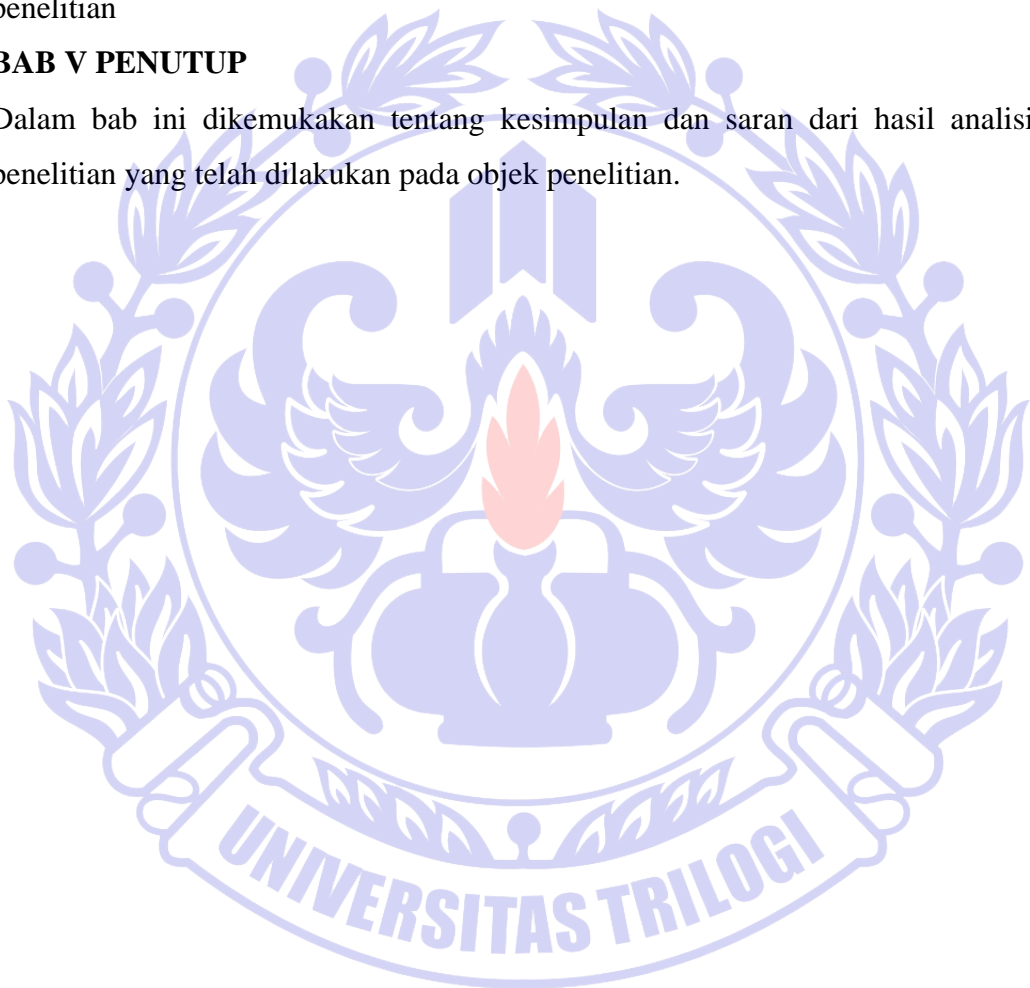 penelitian
BAB V PENUTUP
Dalam bab ini dikemukakan tentang kesimpulan dan saran dari hasil analisi
penelitian yang telah dilakukan pada objek penelitian.
UNIVERSITAS TRILOGI